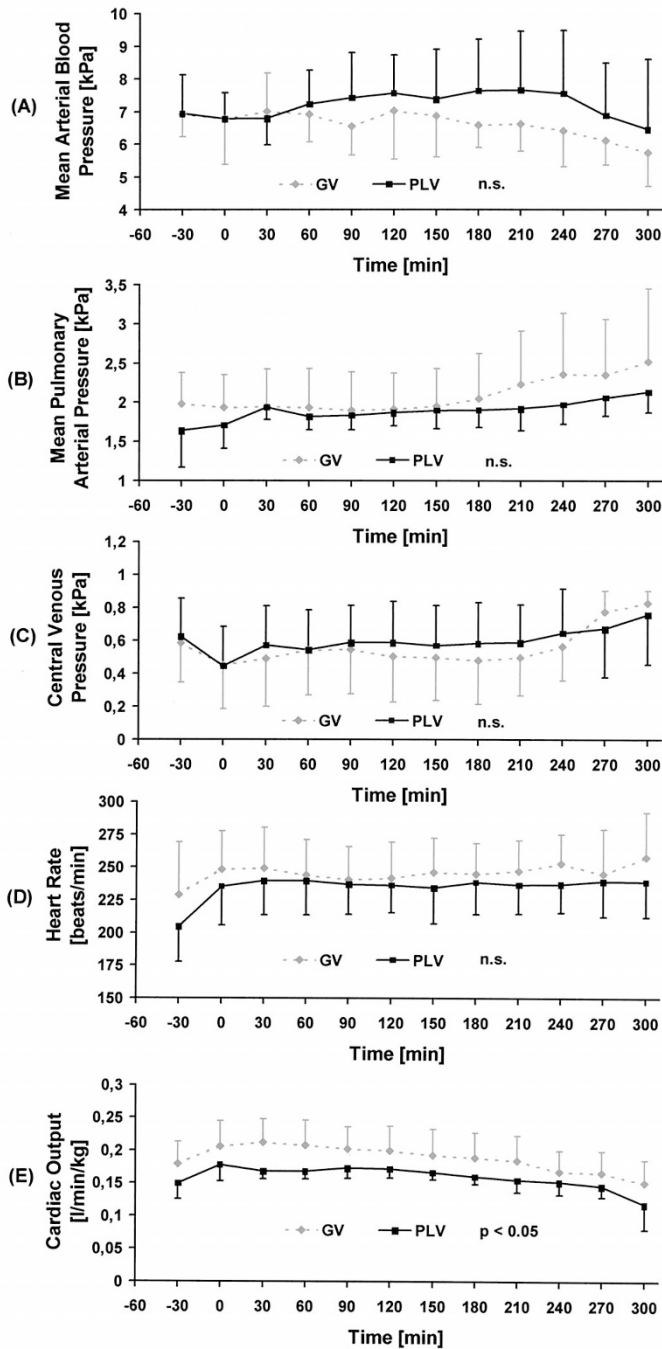 (A)
Mean Arterial Blood
Pressure [kPa]
10
9
8
7
6
5
4
GV PLV n.s.
-60 -30 0 30 60 90 120 150 180 210 240 270 300
Time [min]
(B)
Mean Pulmonary
Arterial Pressure [kPa]
3,5
3
2,5
2
1,5
1
GV PLV n.s.
-60 -30 0 30 60 90 120 150 180 210 240 270 300
Time [min]
(C)
Central Venous
Pressure [kPa]
1,2
1
0,8
0,6
0,4
0,2
0
GV PLV n.s.
-60 -30 0 30 60 90 120 150 180 210 240 270 300
Time [min]
(D)
Heart Rate
[beats/min]
300
275
250
225
200
175
150
GV PLV n.s.
-60 -30 0 30 60 90 120 150 180 210 240 270 300
Time [min]
(E)
Cardiac Output
[l/min/kg]
0,3
0,25
0,2
0,15
0,1
0,05
0
GV PLV p < 0.05
-60 -30 0 30 60 90 120 150 180 210 240 270 300
Time [min]